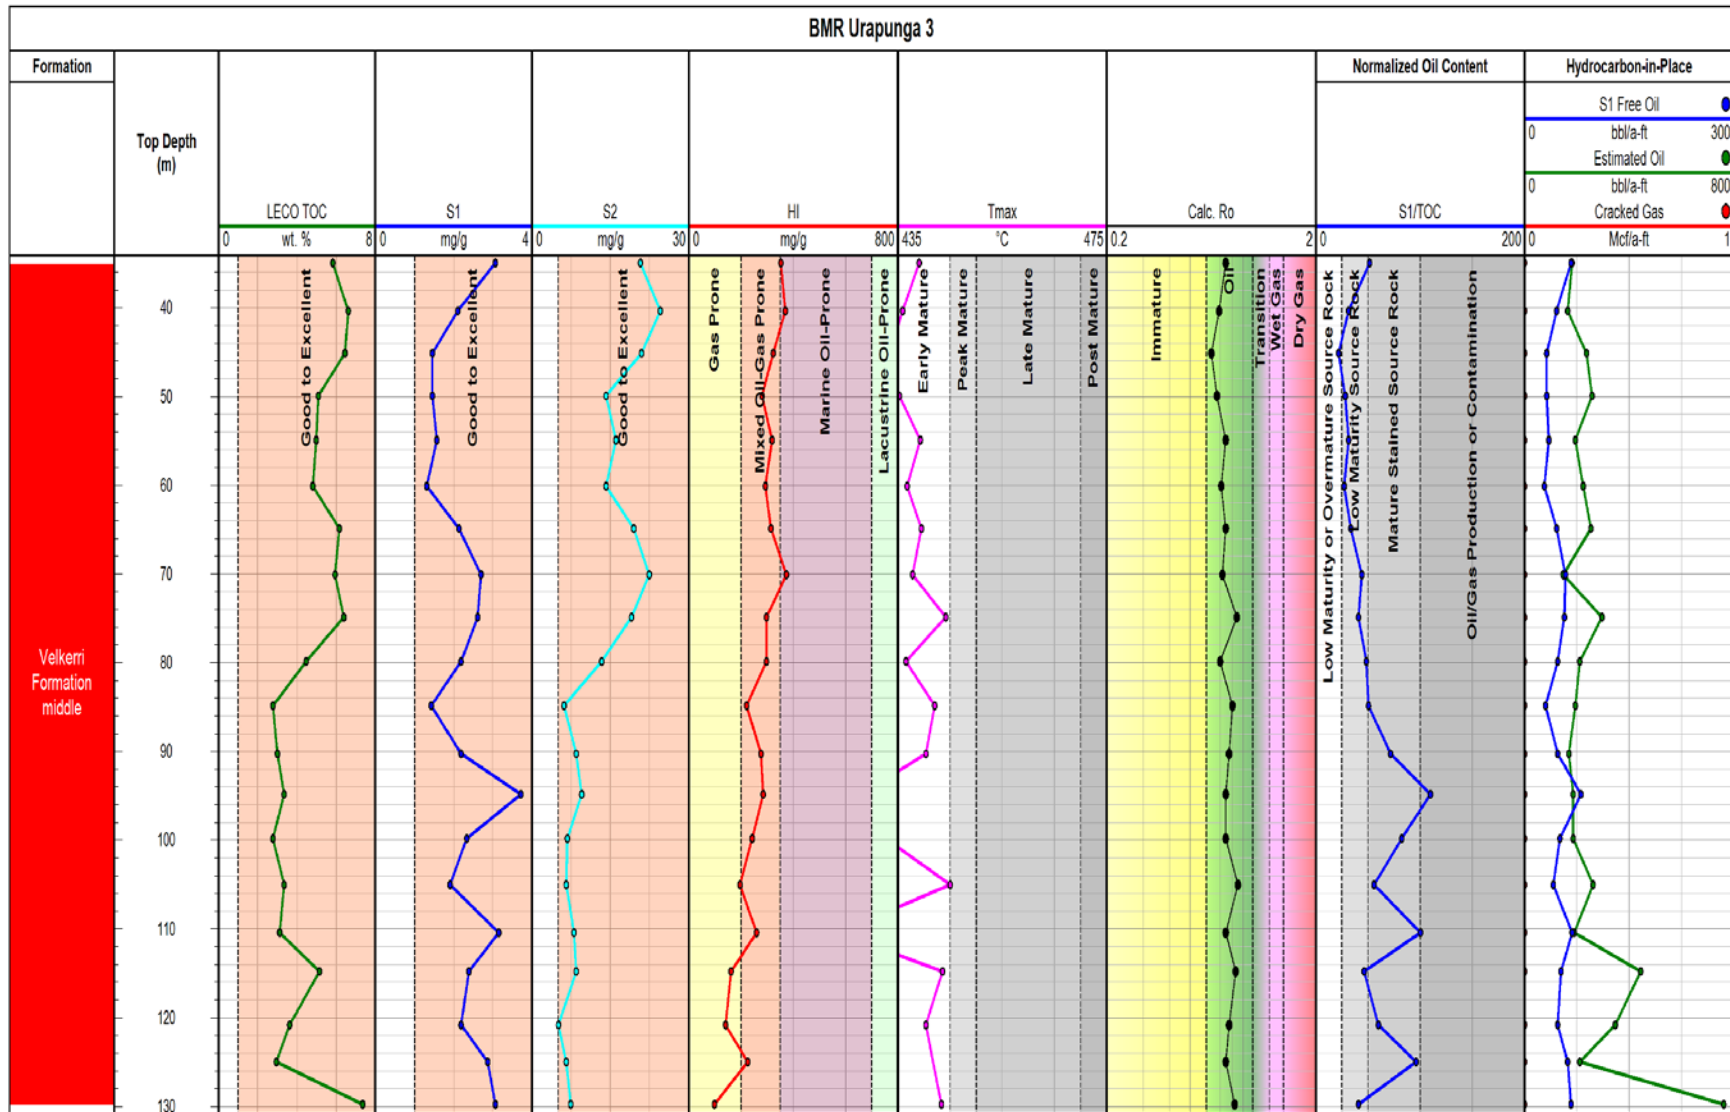 BMR Urapunga 3
Formation
Normalized Oil Content
Hydrocarbon-in-Place
Top Depth
(m)
S1 Free Oil
0 bbl/a-ft 300
Estimated Oil
0 bbl/a-ft 800
LECO TOC
S1
S2
HI
Tmax
Calc. Ro
S1/TOC
Cracked Gas
0 wt. % 8
0 mg/g 4
0 mg/g 30
0 mg/g 800
435 °C 475
0.2 2
0 200
0 Mcf/a-ft 1
Good to Excellent
Good to Excellent
Good to Excellent
Gas Prone
Mixed Oil-Gas Prone
Marine Oil-Prone
Lacustrine Oil-Prone
Early Mature
Peak Mature
Late Mature
Post Mature
Immature
Oil
Transition
Wet Gas
Dry Gas
Low Maturity or Overmature Source Rock
Low Maturity Source Rock
Mature Stained Source Rock
Oil/Gas Production or Contamination
40
50
60
70
80
90
100
110
120
130
Velkerri
Formation
middle